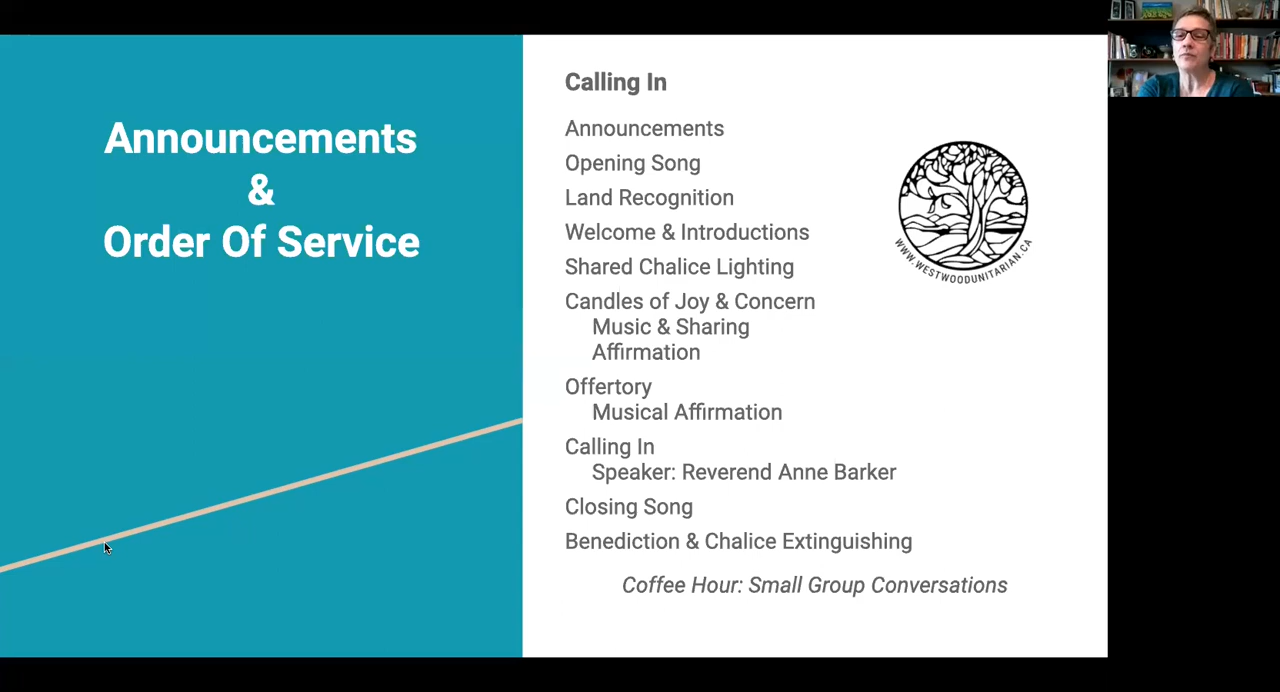 Announcements
&
Order Of Service
Calling In
Announcements
Opening Song
Land Recognition
Welcome & Introductions
Shared Chalice Lighting
Candles of Joy & Concern
Music & Sharing
Affirmation
Offertory
Musical Affirmation
Calling In
Speaker: Reverend Anne Barker
Closing Song
Benediction & Chalice Extinguishing
Coffee Hour: Small Group Conversations
WWW.WESTWOODUNITARIAN.CA